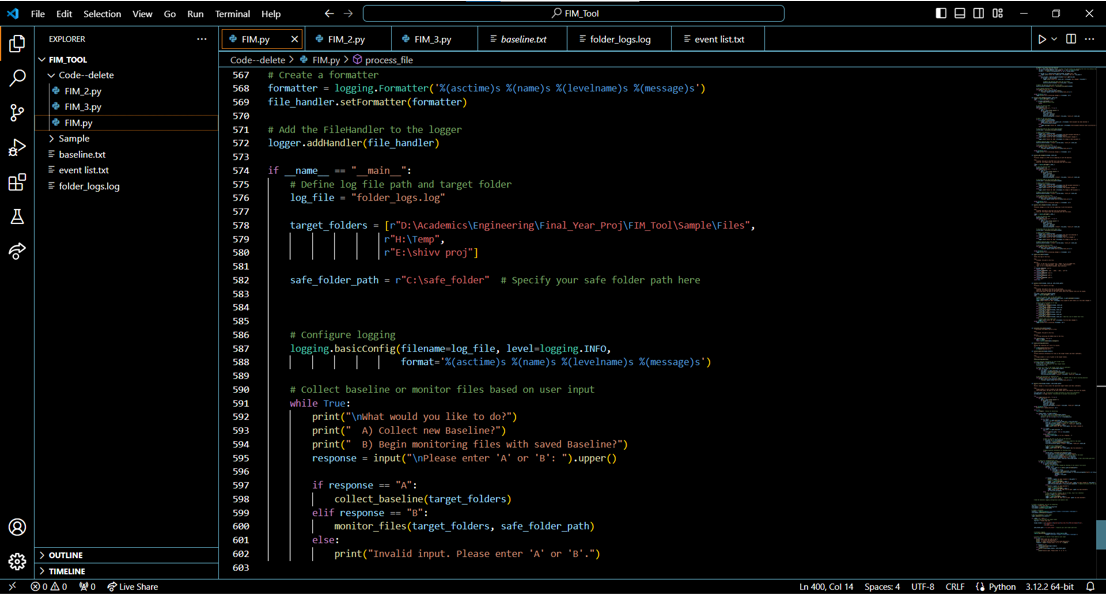 File Edit Selection View Go Run Terminal Help FIM_Tool
EXPLORER
FIM_TOOL
Code--delete
FIM_2.py
FIM_3.py
FIM.py
Sample
baseline.txt
event list.txt
folder_logs.log
OUTLINE
TIMELINE
FIM.py FIM_2.py FIM_3.py baseline.txt folder_logs.log event list.txt
Code--delete > FIM.py > process_file
567 # Create a formatter
568 formatter = logging.Formatter('%(asctime)s %(name)s %(levelname)s %(message)s')
569 file_handler.setFormatter(formatter)
570
571 # Add the FileHandler to the logger
572 logger.addHandler(file_handler)
573
574 if __name__ == "__main__":
575     # Define log file path and target folder
576     log_file = "folder_logs.log"
577
578     target_folders = [r"D:\Academics\Engineering\Final_Year_Proj\FIM_Tool\Sample\Files",
579                      r"H:\Temp",
580                      r"E:\shivv proj"]
581
582     safe_folder_path = r"C:\safe_folder"  # Specify your safe folder path here
583
584
585
586     # Configure logging
587     logging.basicConfig(filename=log_file, level=logging.INFO,
588                         format='%(asctime)s %(name)s %(levelname)s %(message)s')
589
590     # Collect baseline or monitor files based on user input
591     while True:
592         print("\nWhat would you like to do?")
593         print("  A) Collect new Baseline?")
594         print("  B) Begin monitoring files with saved Baseline?")
595         response = input("\nPlease enter 'A' or 'B': ").upper()
596
597         if response == "A":
598             collect_baseline(target_folders)
599         elif response == "B":
600             monitor_files(target_folders, safe_folder_path)
601         else:
602             print("Invalid input. Please enter 'A' or 'B'.")
603
0 0 0 Live Share Ln 400, Col 14 Spaces: 4 UTF-8 CRLF Python 3.12.2 64-bit